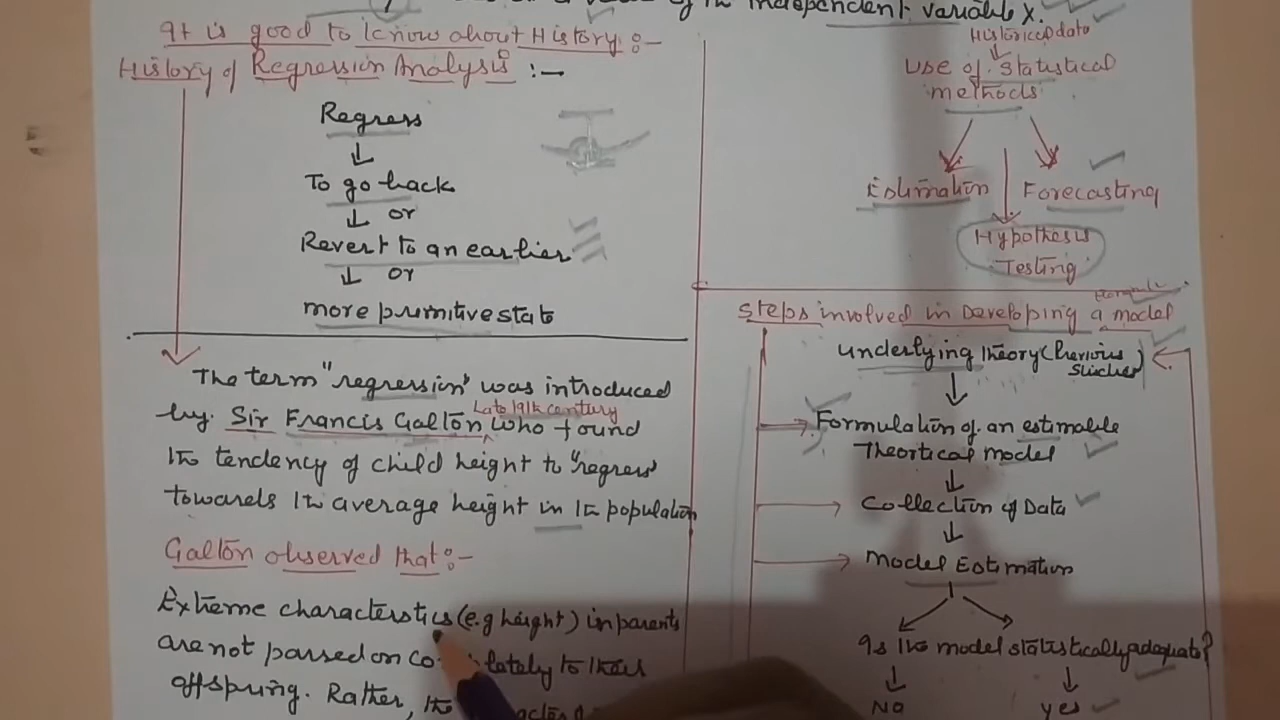 independent variable x.
It is good to know about History:-
History of Regression Analysis :-
Regress
To go back
or
Revert to an earlier
or
more primitive state
The term "regression" was introduced
by Sir Francis Galton who found
Late 19th century
the tendency of child height to "regress"
towards the average height in the population
Galton observed that:-
Extreme characterstics (e.g height) in parents
are not passed on
to their
offspring. Rather, the
Historical data
Use of Statistical
methods
Estimation
Forecasting
Hypothesis
Testing
Steps involved in Developing a model
Underlying theory (
Formulation of an estimable
Theortical model
Collection of Data
Model Estimation
Is the model statistically adequate?
No
Yes